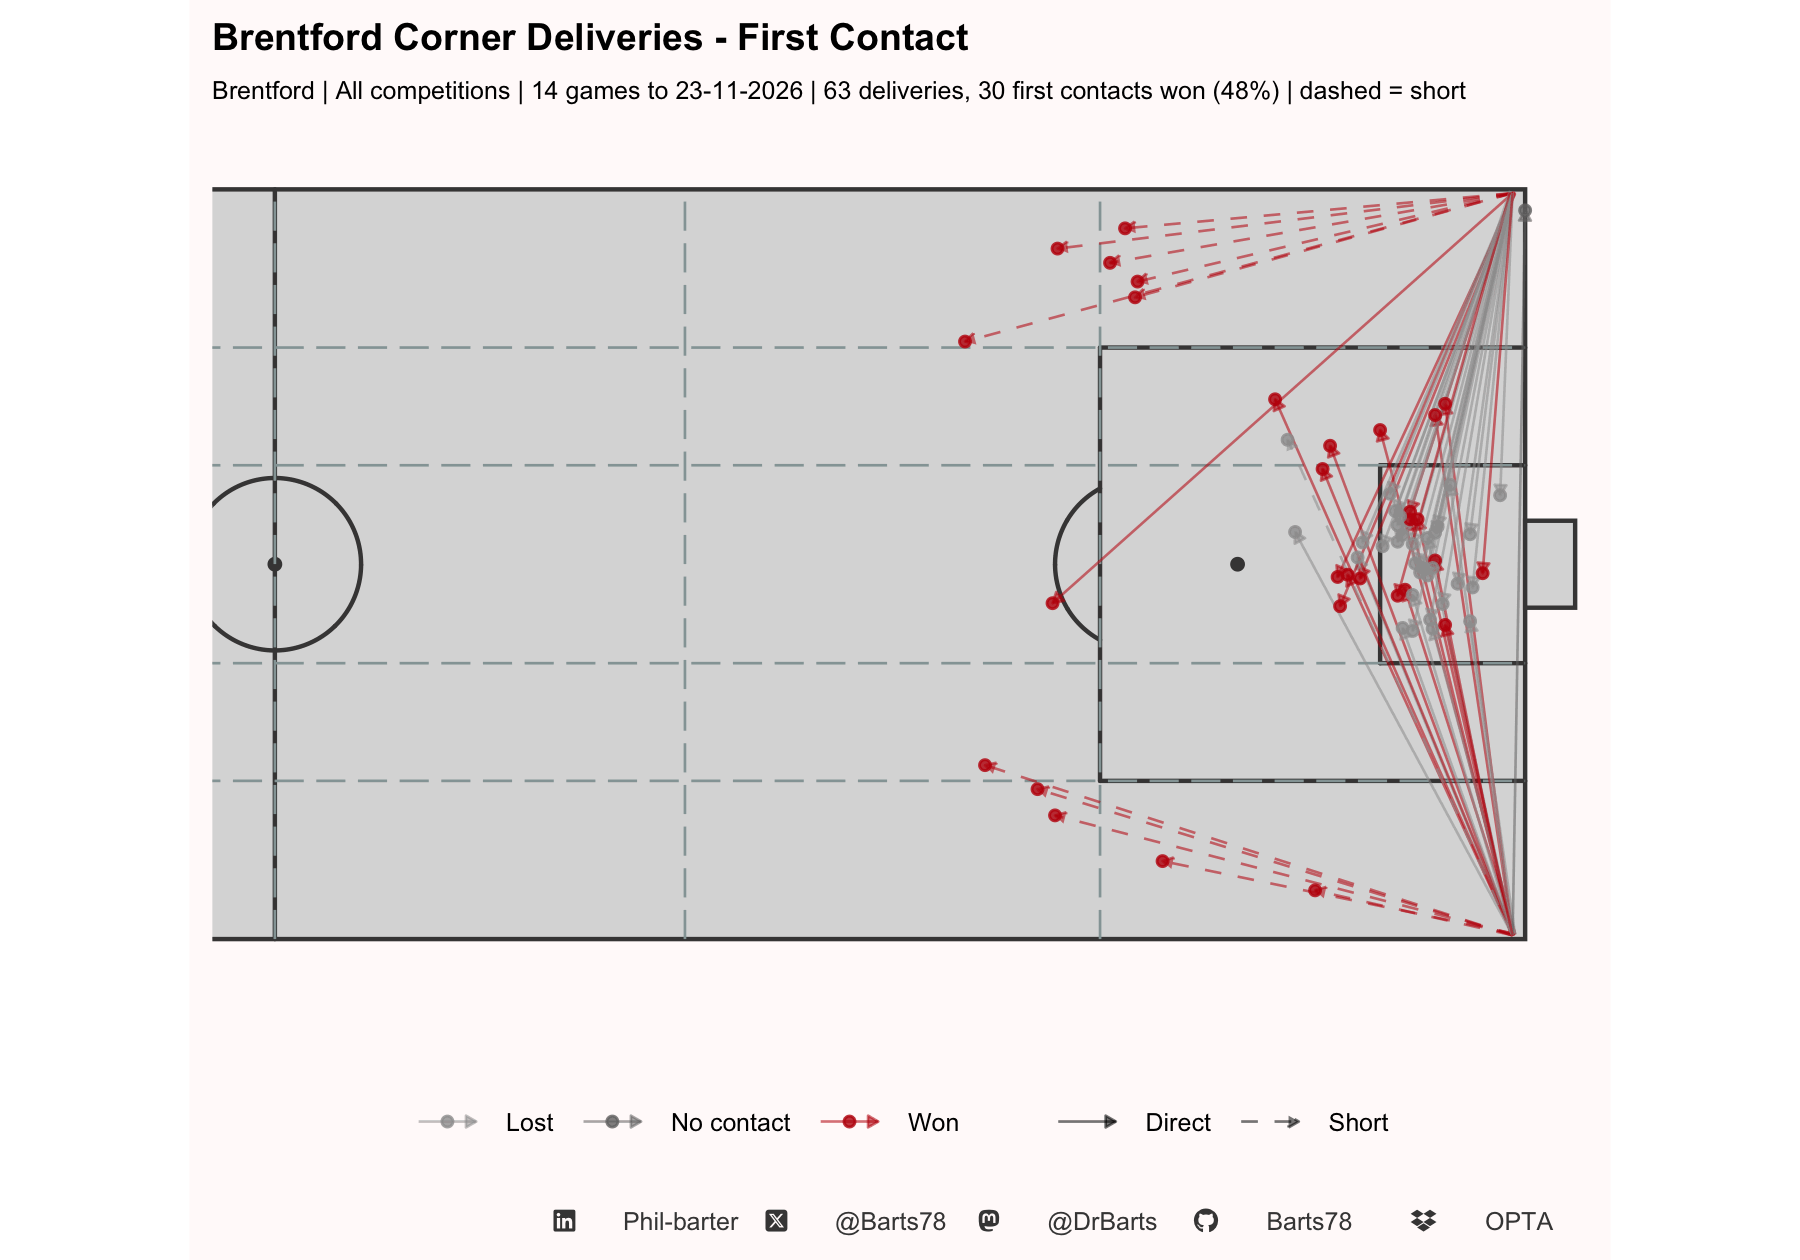 Brentford Corner Deliveries - First Contact
Brentford | All competitions | 14 games to 23-11-2026 | 63 deliveries, 30 first contacts won (48%) | dashed = short
Lost No contact Won Direct Short
Phil-barter @Barts78 @DrBarts Barts78 OPTA